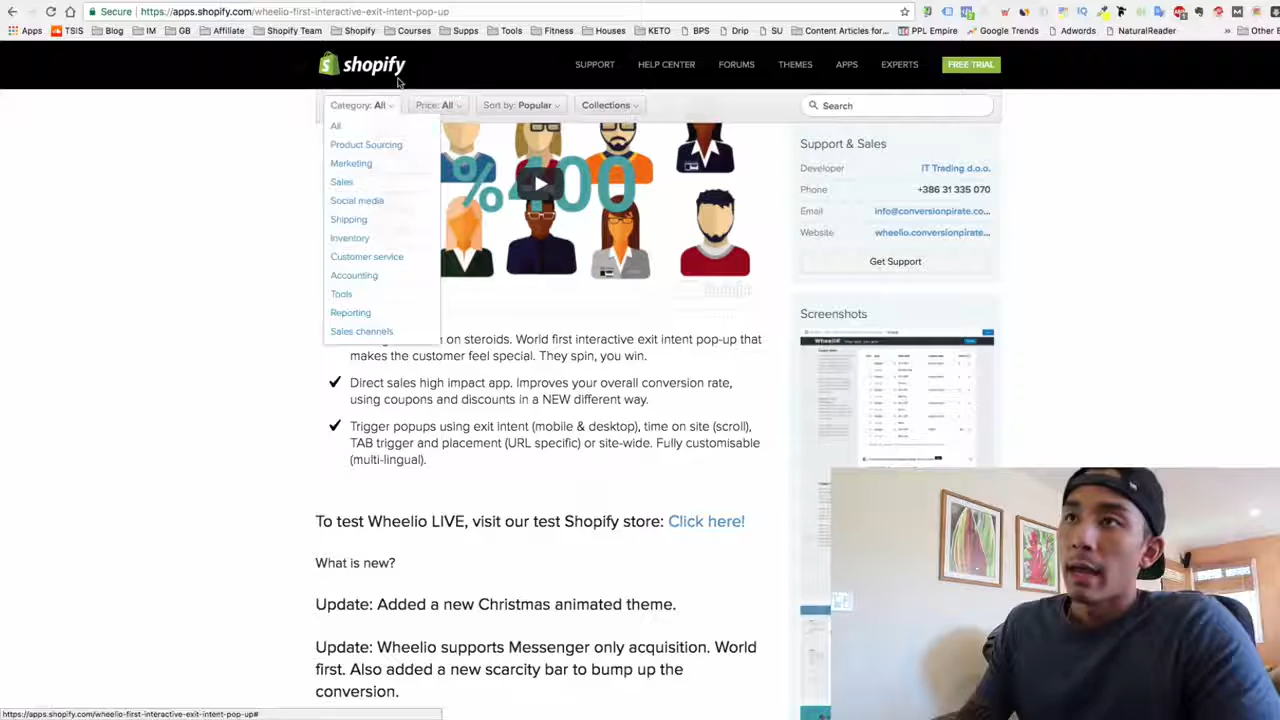 Secure
https://apps.shopify.com/wheelio-first-interactive-exit-intent-pop-up
Apps
TSIS
Blog
IM
GB
Affiliate
Shopify Team
Shopify
Courses
Supps
Tools
Fitness
Houses
KETO
BPS
Drip
SU
Content Articles for...
PPL Empire
Google Trends
Adwords
NaturalReader
»
Other B
shopify
SUPPORT
HELP CENTER
FORUMS
THEMES
APPS
EXPERTS
FREE TRIAL
Category: All
Price: All
Sort by: Popular
Collections
Search
All
Product Sourcing
Marketing
Sales
Social media
Shipping
Inventory
Customer service
Accounting
Tools
Reporting
Sales channels
%400
Support & Sales
Developer IT Trading d.o.o.
Phone +386 31 335 070
Email info@conversionpirate.co...
Website wheelio.conversionpirate...
Get Support
Screenshots
on steroids. World first interactive exit intent pop-up that
makes the customer feel special. They spin, you win.
Direct sales high impact app. Improves your overall conversion rate,
using coupons and discounts in a NEW different way.
Trigger popups using exit intent (mobile & desktop), time on site (scroll),
TAB trigger and placement (URL specific) or site-wide. Fully customisable
(multi-lingual).
To test Wheelio LIVE, visit our test Shopify store: Click here!
What is new?
Update: Added a new Christmas animated theme.
Update: Wheelio supports Messenger only acquisition. World
first. Also added a new scarcity bar to bump up the
conversion.
https://apps.shopify.com/wheelio-first-interactive-exit-intent-pop-up#